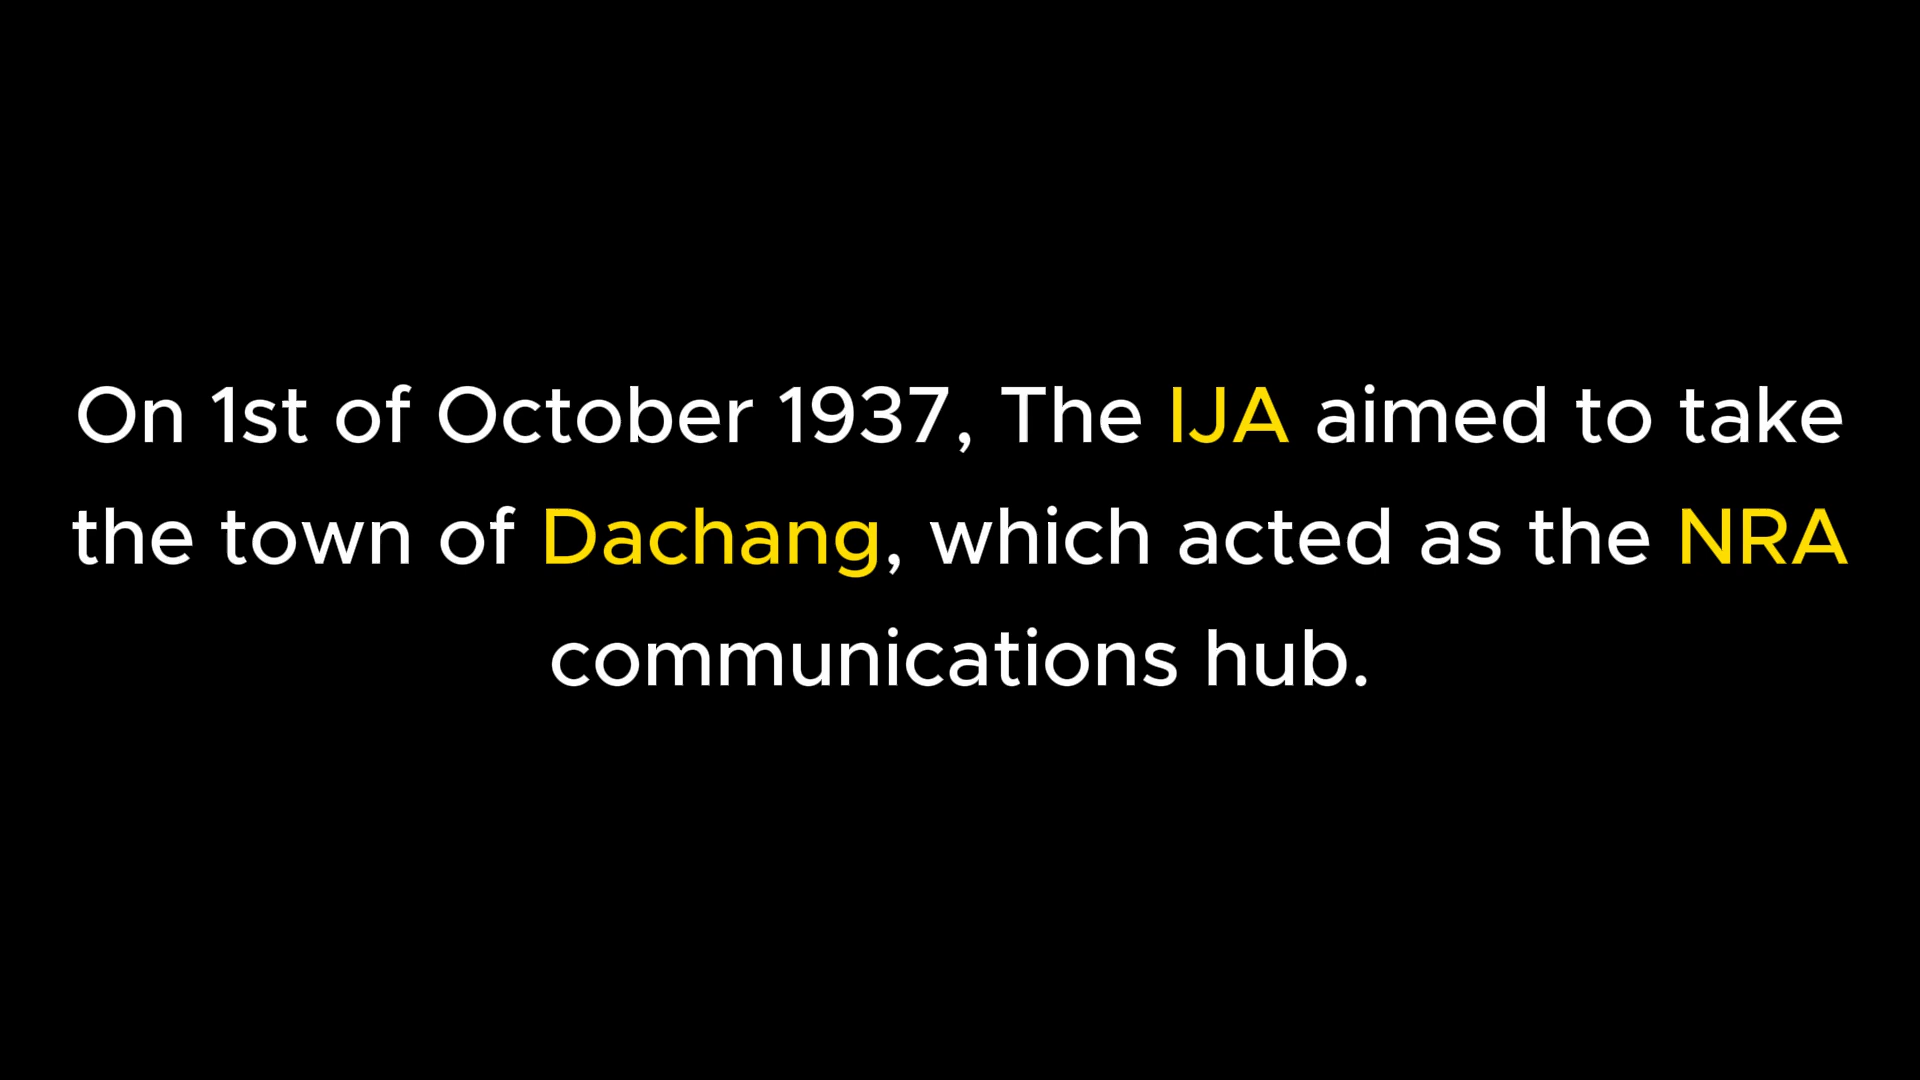 On 1st of October 1937, The IJA aimed to take
the town of Dachang, which acted as the NRA
communications hub.